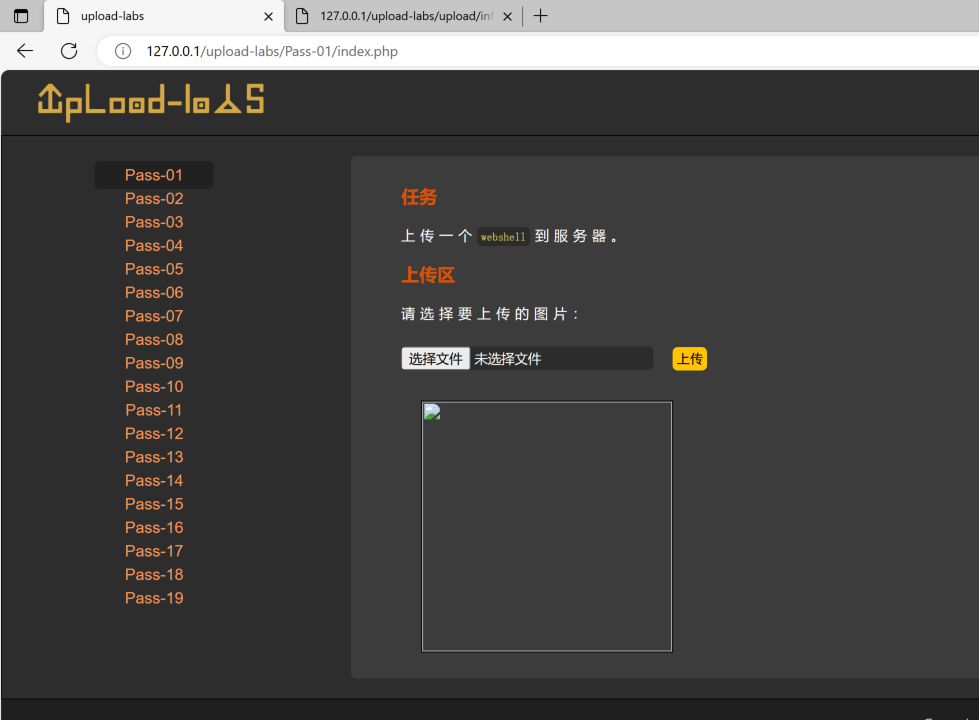 upload-labs
127.0.0.1/upload-labs/upload/inf
127.0.0.1/upload-labs/Pass-01/index.php
UpLoad-labs
Pass-01
Pass-02
Pass-03
Pass-04
Pass-05
Pass-06
Pass-07
Pass-08
Pass-09
Pass-10
Pass-11
Pass-12
Pass-13
Pass-14
Pass-15
Pass-16
Pass-17
Pass-18
Pass-19
任务
上传一个 webshell 到服务器。
上传区
请选择要上传的图片：
选择文件 未选择文件 上传